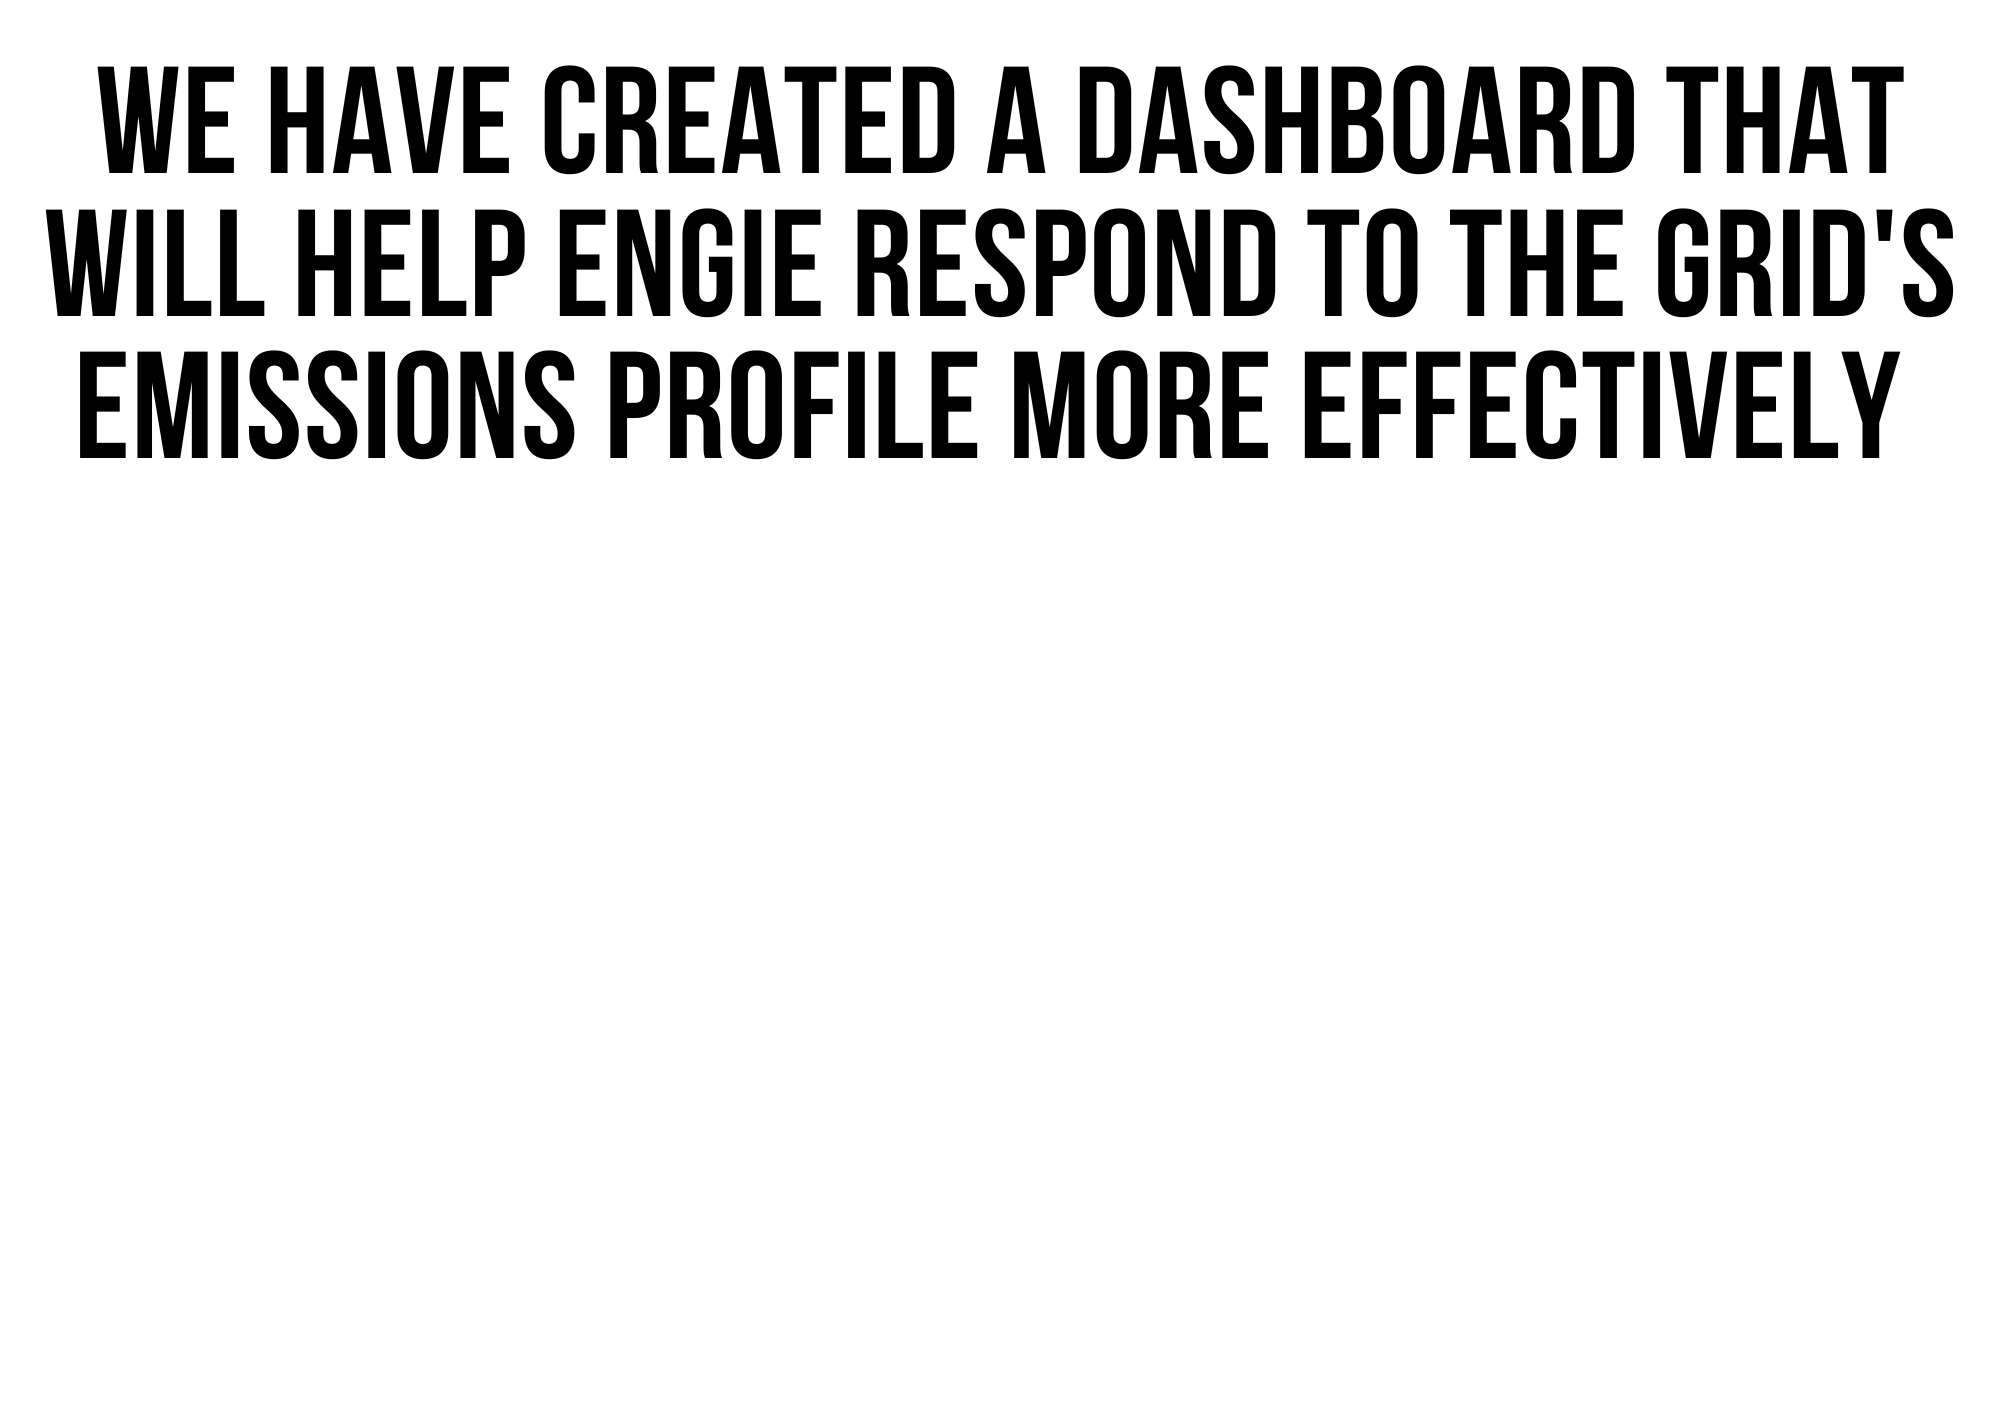 WE HAVE CREATED A DASHBOARD THAT
WILL HELP ENGIE RESPOND TO THE GRID'S
EMISSIONS PROFILE MORE EFFECTIVELY